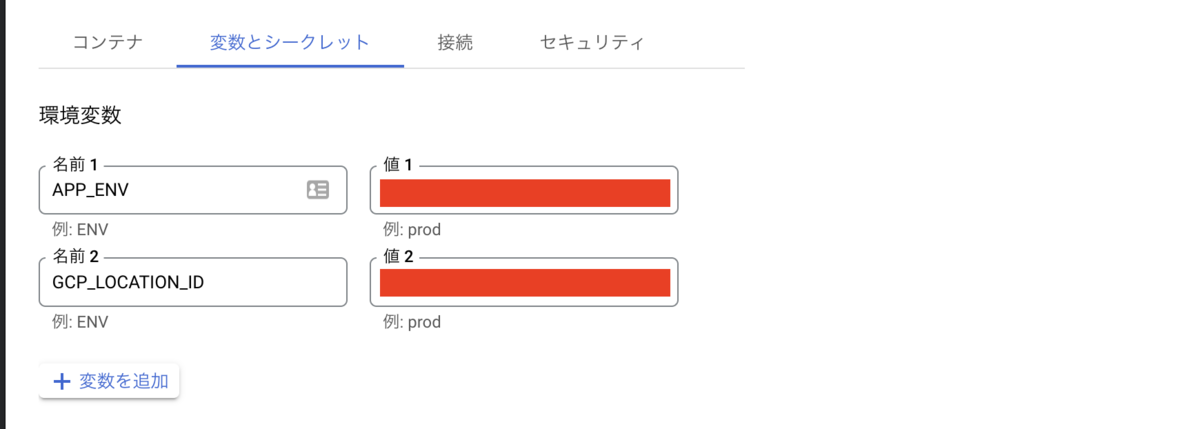 コンテナ 変数とシークレット 接続 セキュリティ
環境変数
名前 1 値 1
APP_ENV
例: ENV 例: prod
名前 2 値 2
GCP_LOCATION_ID
例: ENV 例: prod
+ 変数を追加